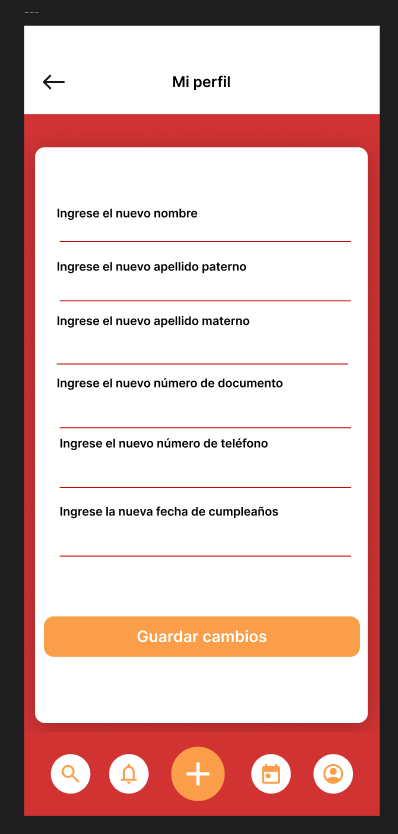 Mi perfil
Ingrese el nuevo nombre
Ingrese el nuevo apellido paterno
Ingrese el nuevo apellido materno
Ingrese el nuevo número de documento
Ingrese el nuevo número de teléfono
Ingrese la nueva fecha de cumpleaños
Guardar cambios